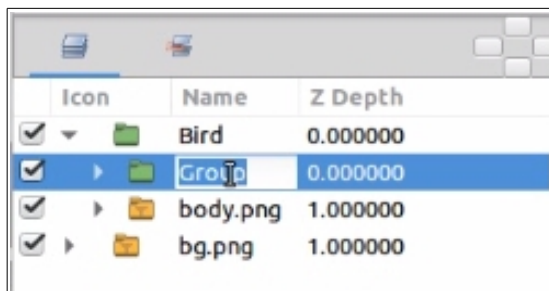 Icon Name Z Depth
Bird 0.000000
Group 0.000000
body.png 1.000000
bg.png 1.000000